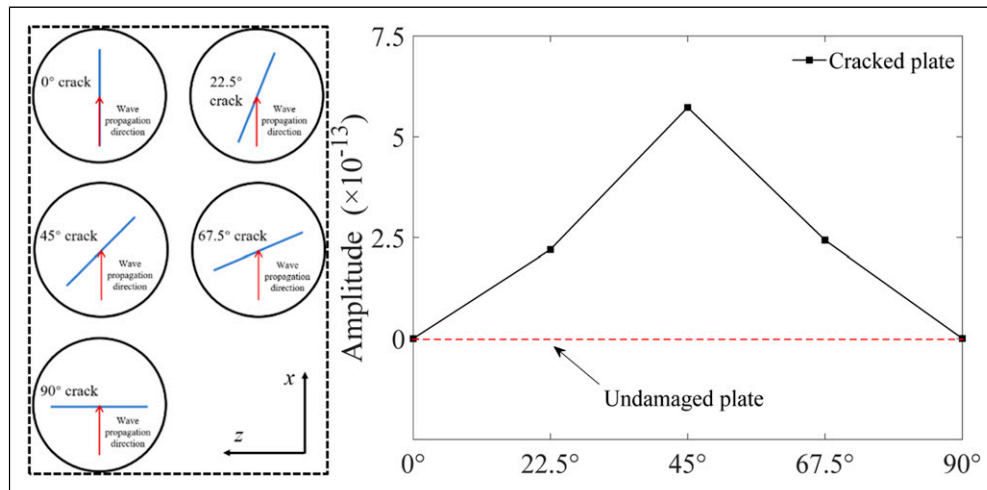 0° crack
Wave
propagation
direction
22.5°
crack
Wave
propagation
direction
45° crack
Wave
propagation
direction
67.5° crack
Wave
propagation
direction
90° crack
Wave
propagation
direction
x
z
Amplitude (×10⁻¹³)
7.5
5
2.5
0
Cracked plate
Undamaged plate
0° 22.5° 45° 67.5° 90°